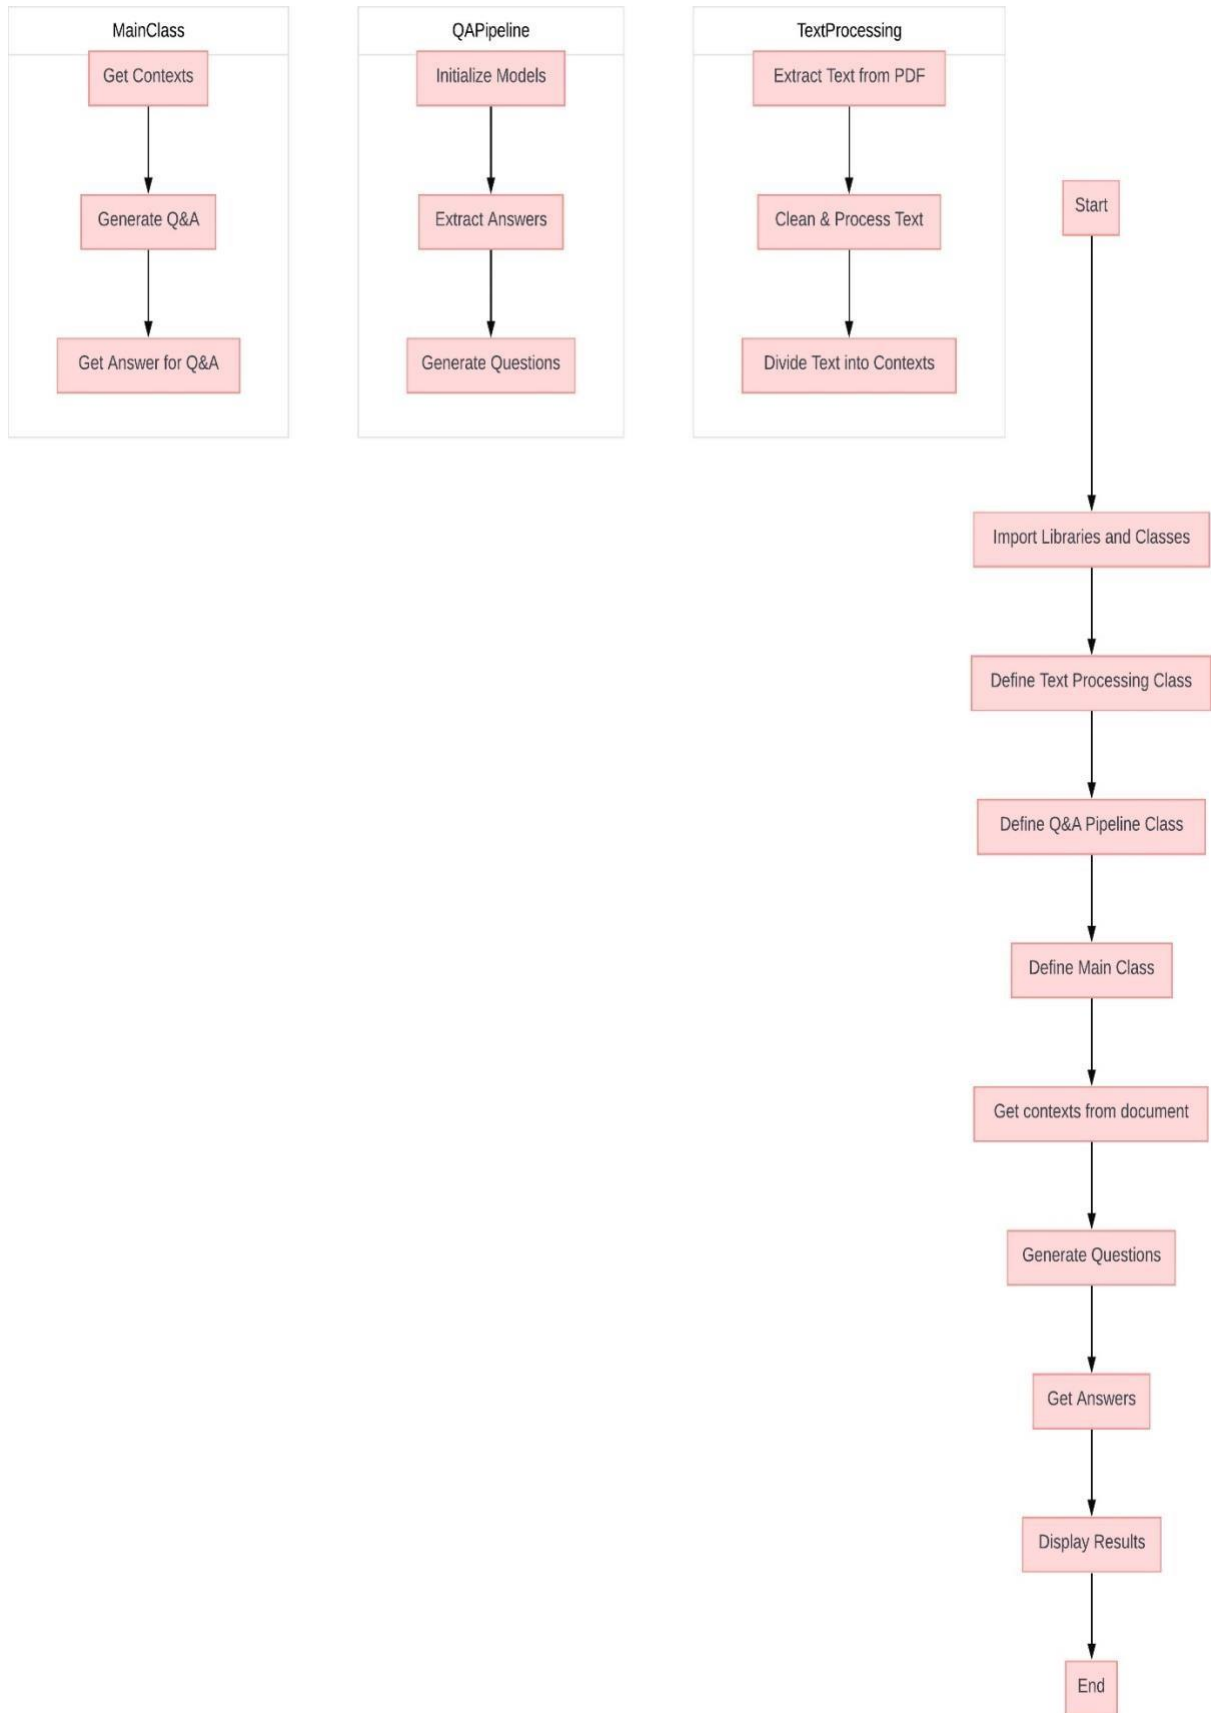 MainClass
Get Contexts
Generate Q&A
Get Answer for Q&A
QAPipeline
Initialize Models
Extract Answers
Generate Questions
TextProcessing
Extract Text from PDF
Clean & Process Text
Divide Text into Contexts
Start
Import Libraries and Classes
Define Text Processing Class
Define Q&A Pipeline Class
Define Main Class
Get contexts from document
Generate Questions
Get Answers
Display Results
End